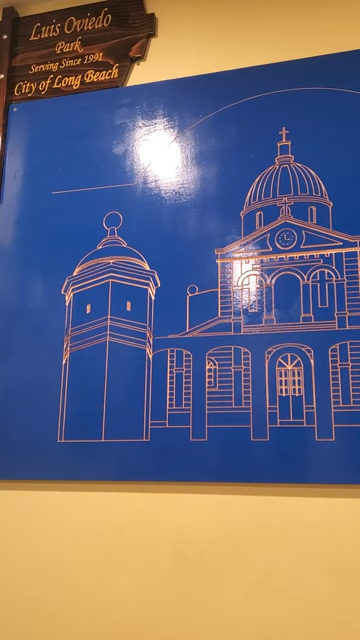 Luis Oviedo
Park
Serving Since 1991
City of Long Beach